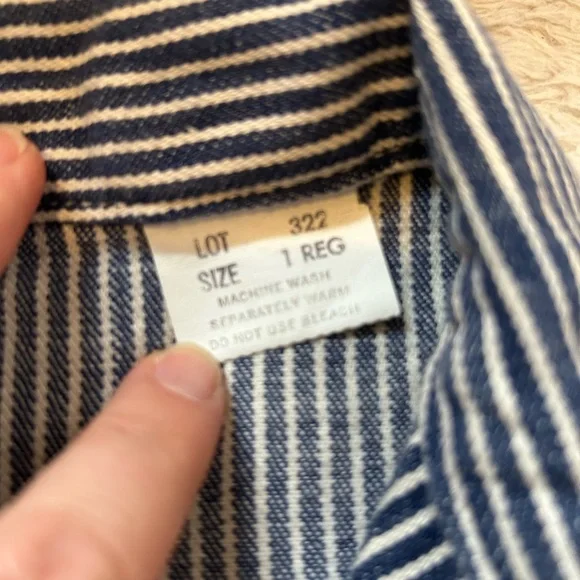 LOT 322
SIZE 1 REG
MACHINE WASH
SEPARATELY WARM
DO NOT USE BLEACH